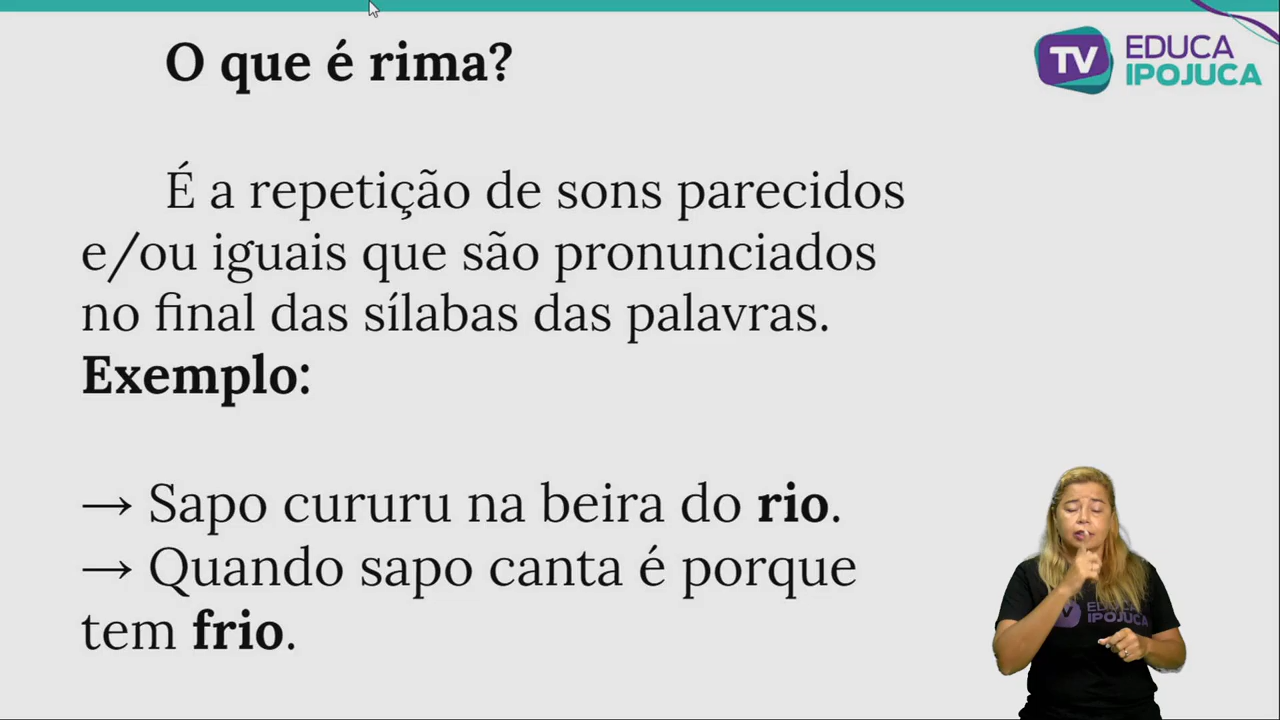 O que é rima?
TV EDUCA
IPOJUCA
É a repetição de sons parecidos
e/ou iguais que são pronunciados
no final das sílabas das palavras.
Exemplo:
→ Sapo cururu na beira do rio.
→ Quando sapo canta é porque
tem frio.
TV EDUCA
IPOJUCA